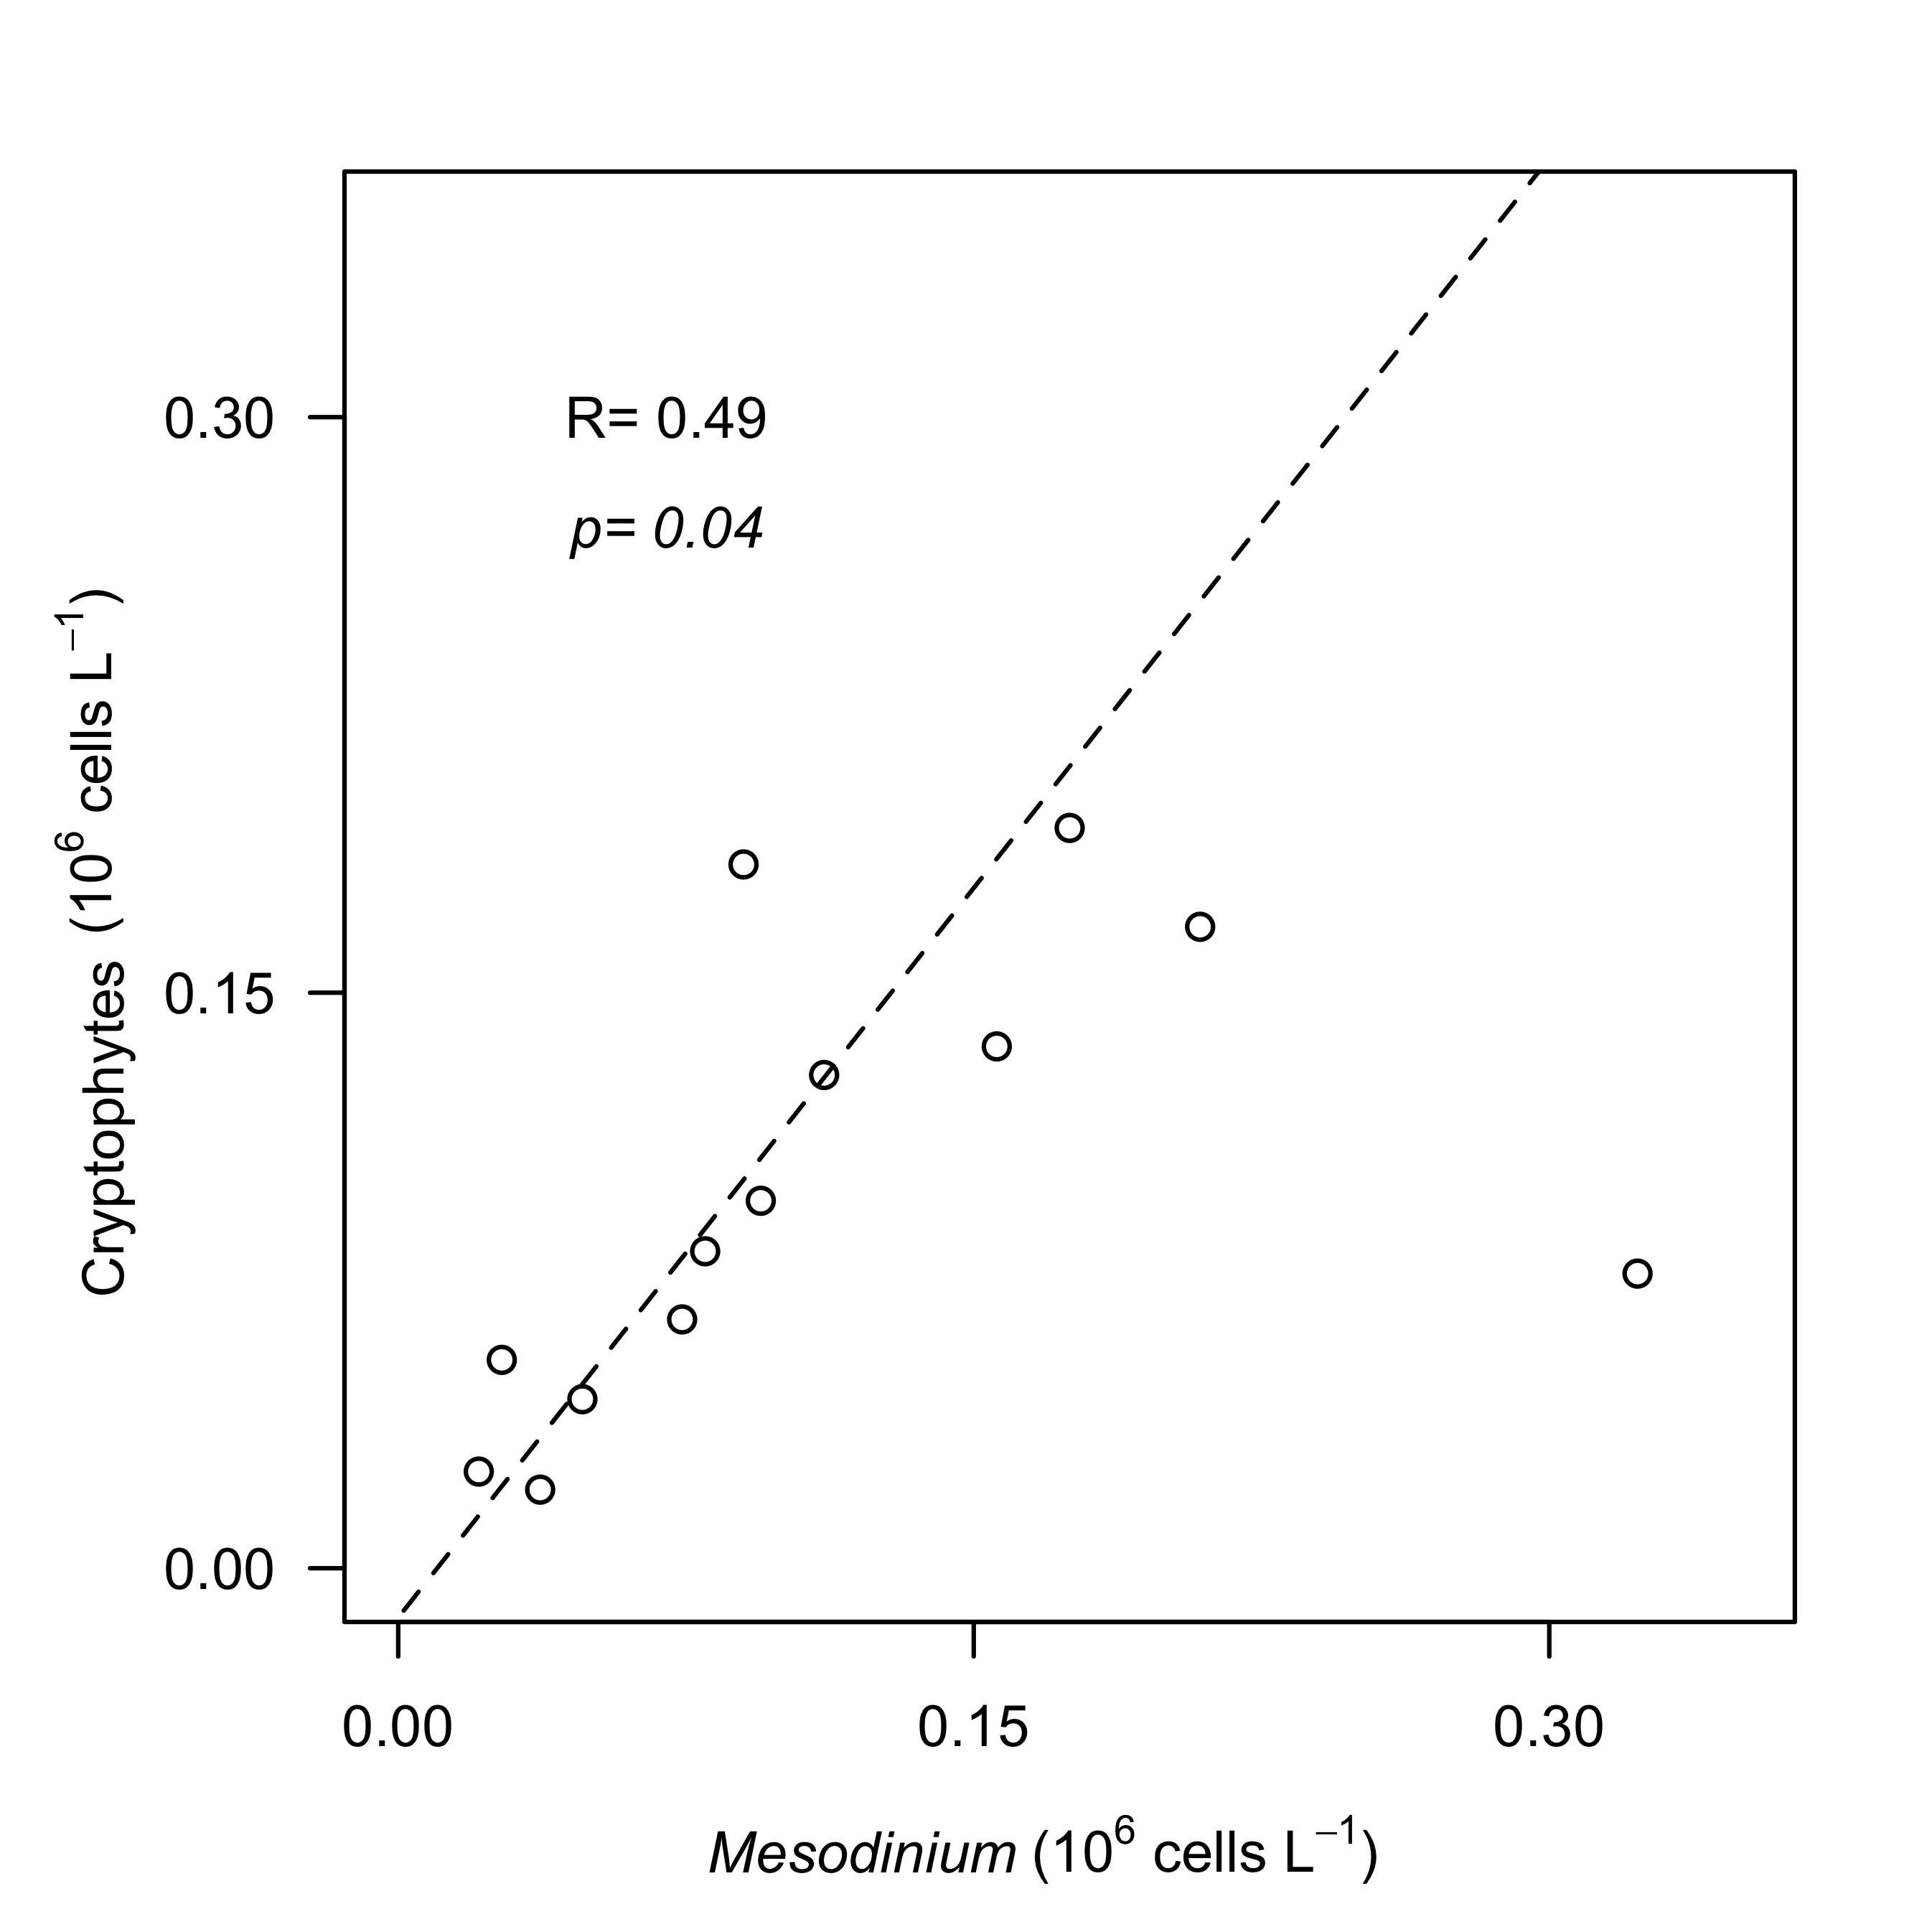 R= 0.49
p= 0.04
0.30
0.15
0.00
Cryptophytes (10⁶ cells L⁻¹)
0.00 0.15 0.30
Mesodinium (10⁶ cells L⁻¹)